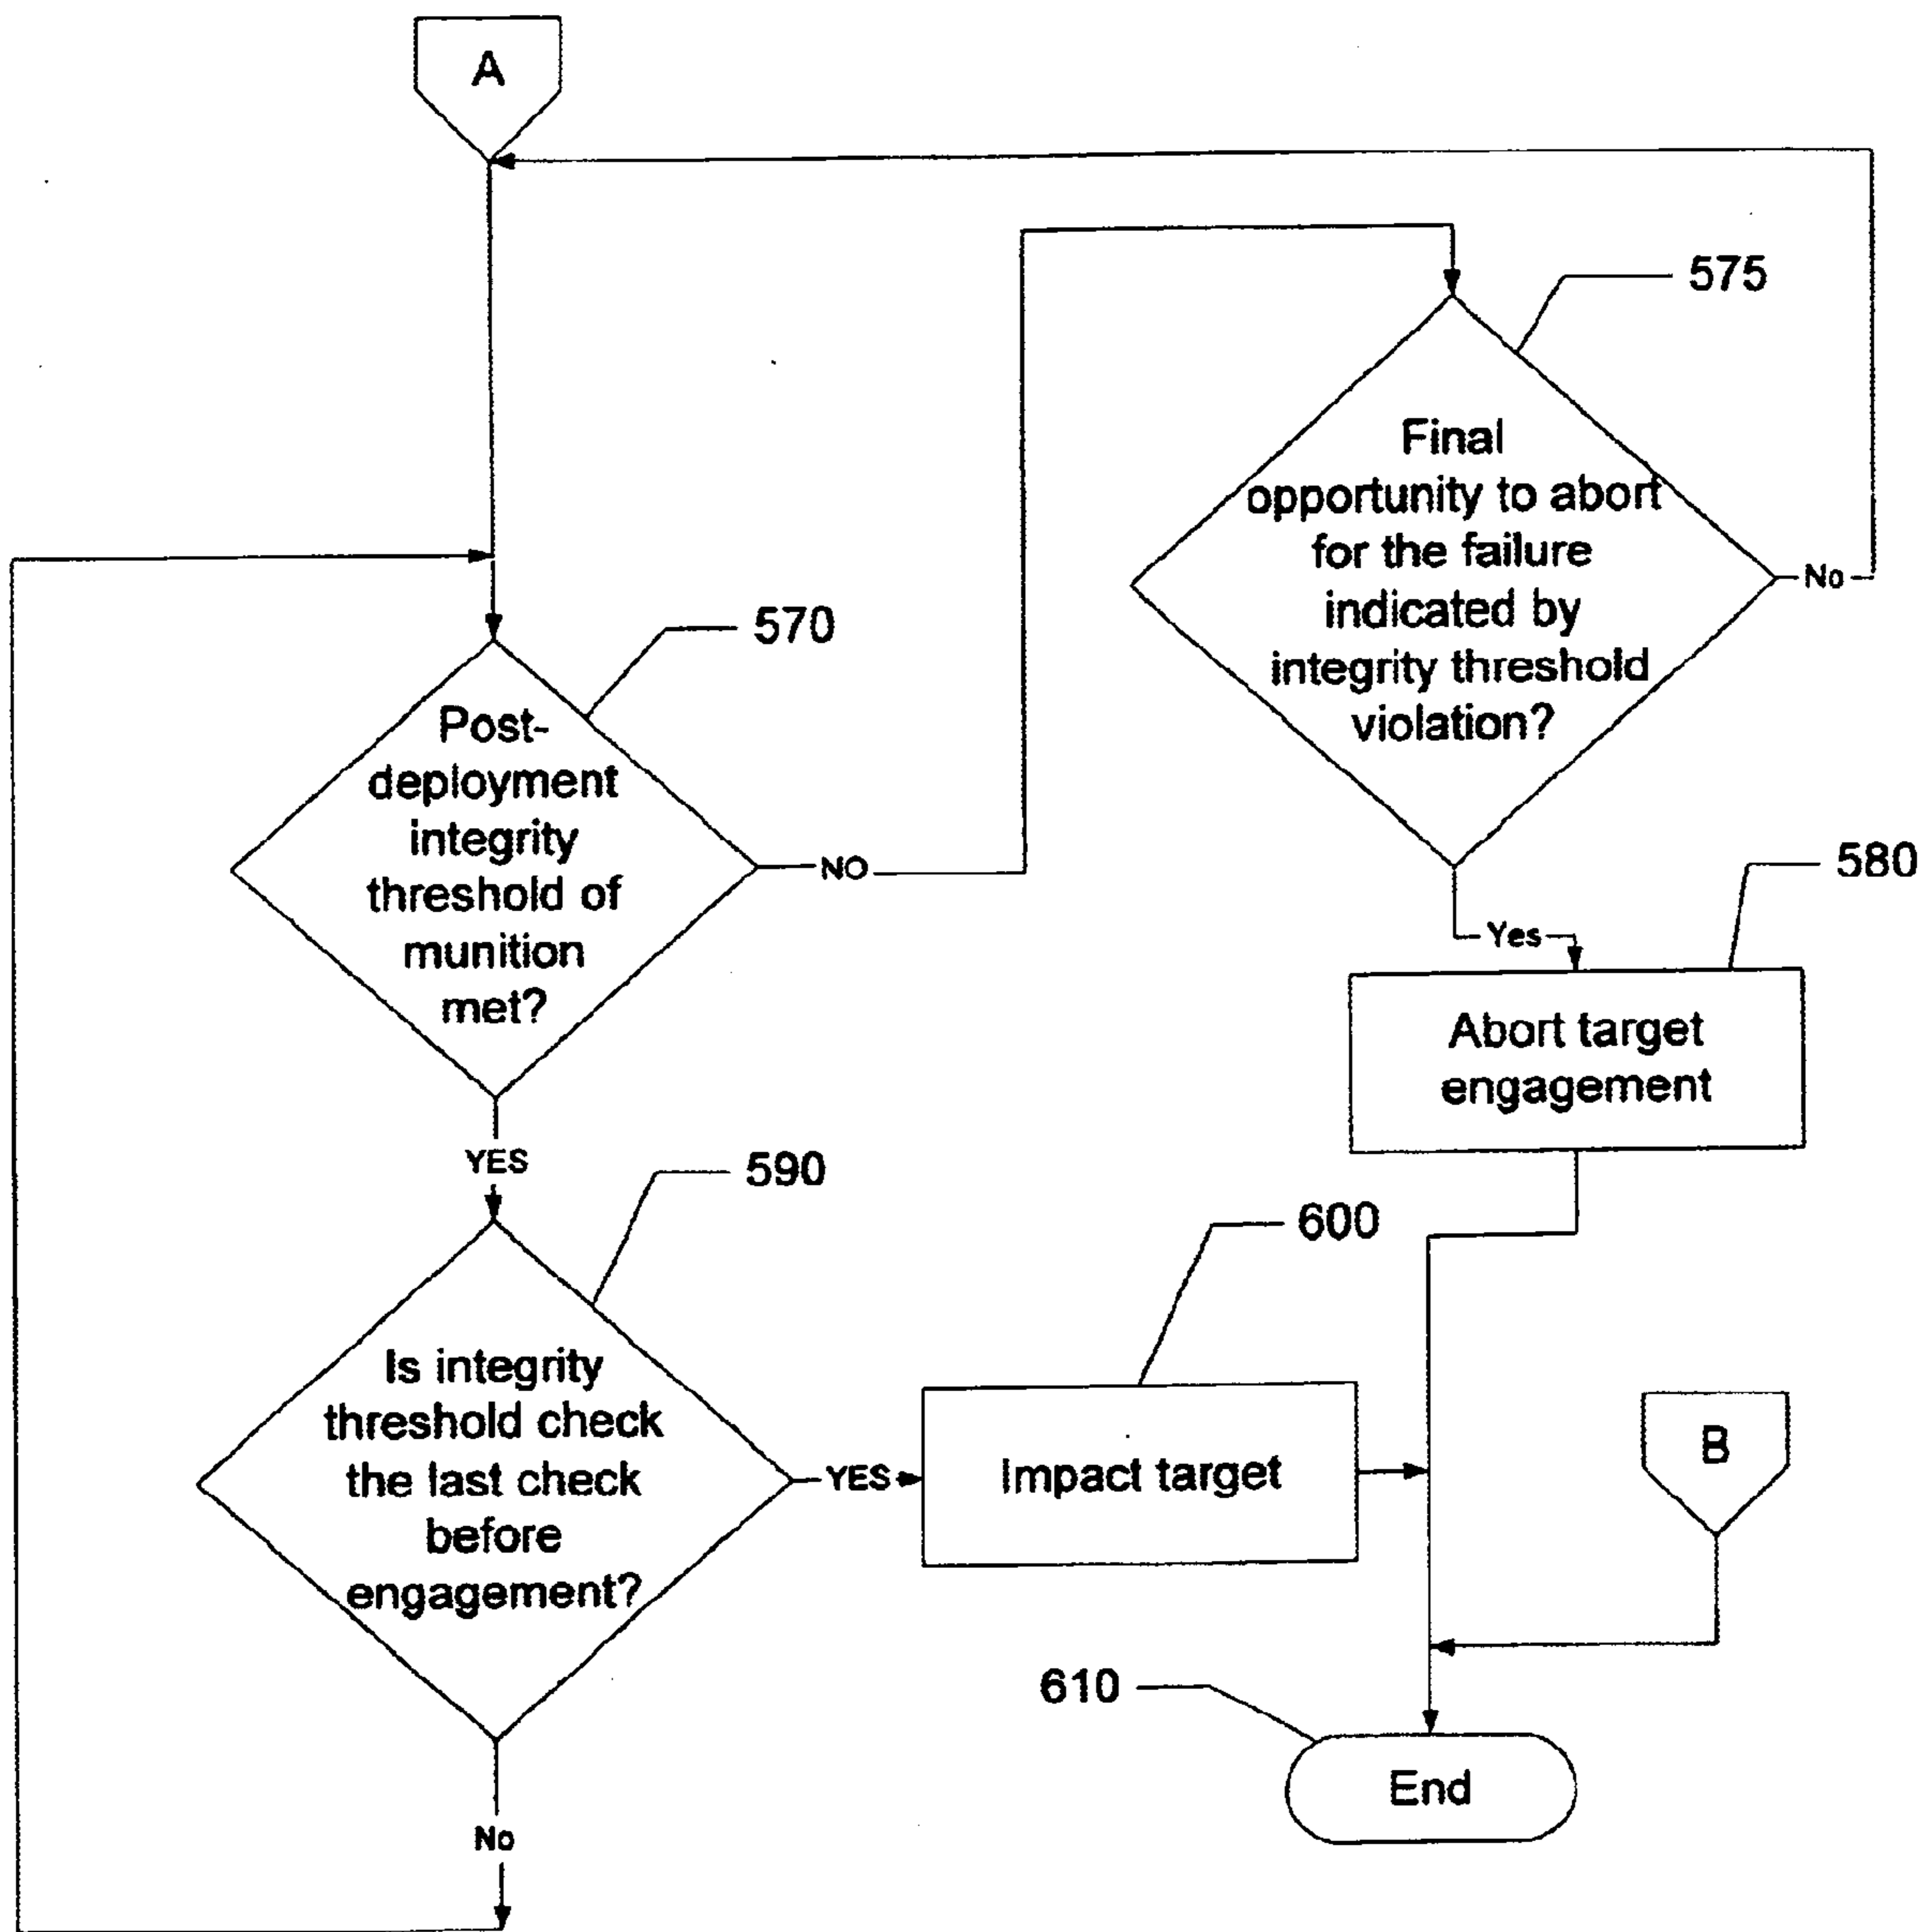 A
575
Final
opportunity to abort
for the failure
indicated by
integrity threshold
violation?
No
570
Post-
deployment
integrity
threshold of
munition
met?
NO
580
Yes
Abort target
engagement
YES
590
600
Is integrity
threshold check
the last check
before
engagement?
YES
Impact target
B
610
End
No